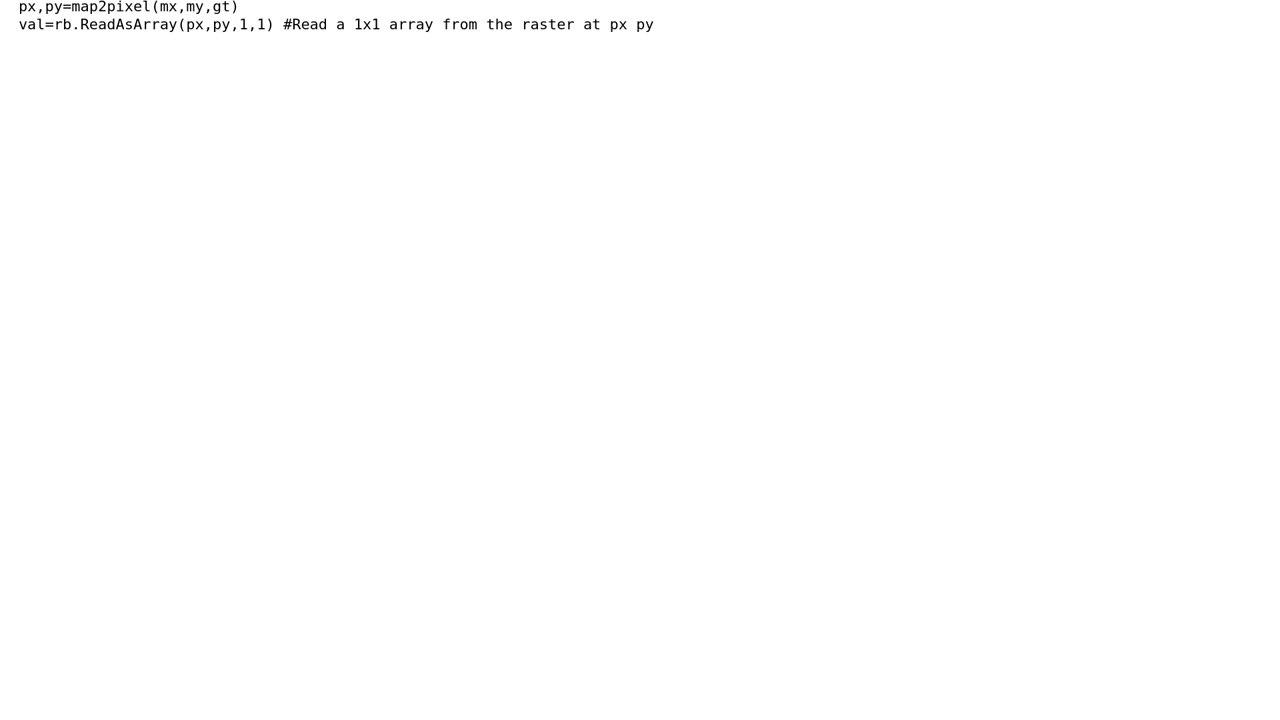 px,py=map2pixel(mx,my,gt)
val=rb.ReadAsArray(px,py,1,1) #Read a 1x1 array from the raster at px py